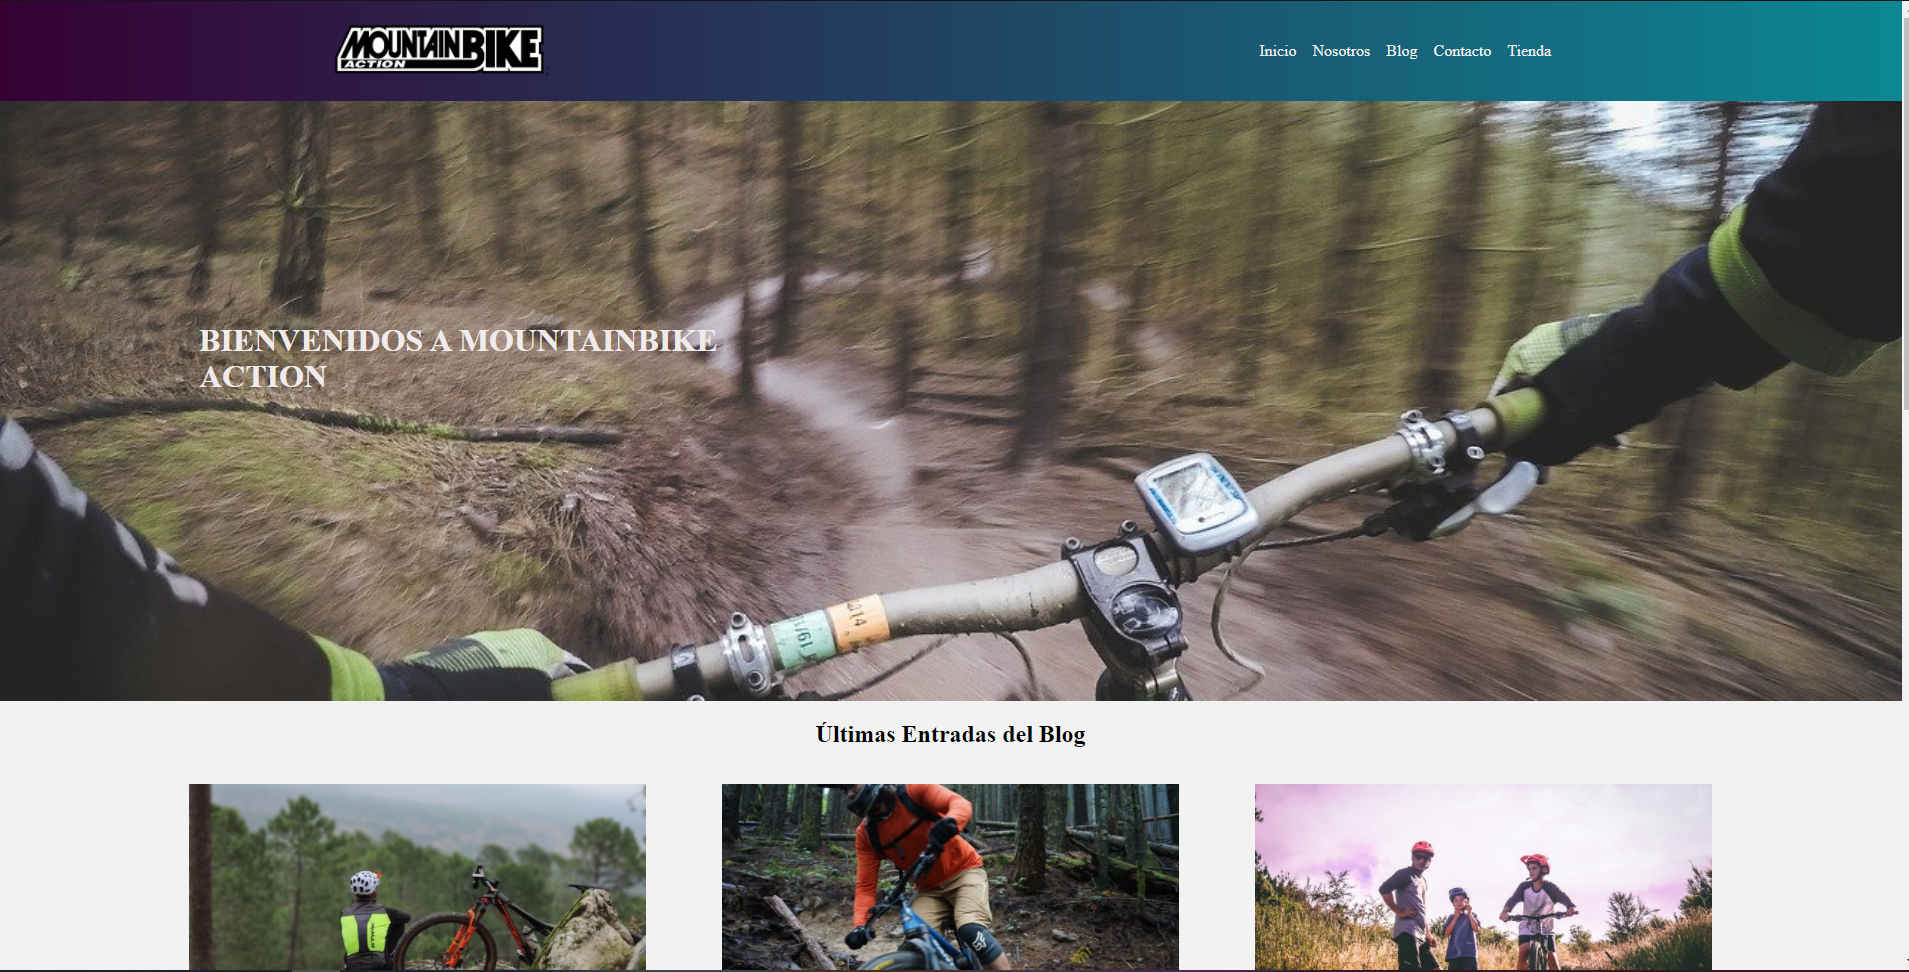 MOUNTAINBIKE
ACTION
Inicio Nosotros Blog Contacto Tienda
BIENVENIDOS A MOUNTAINBIKE
ACTION
Últimas Entradas del Blog